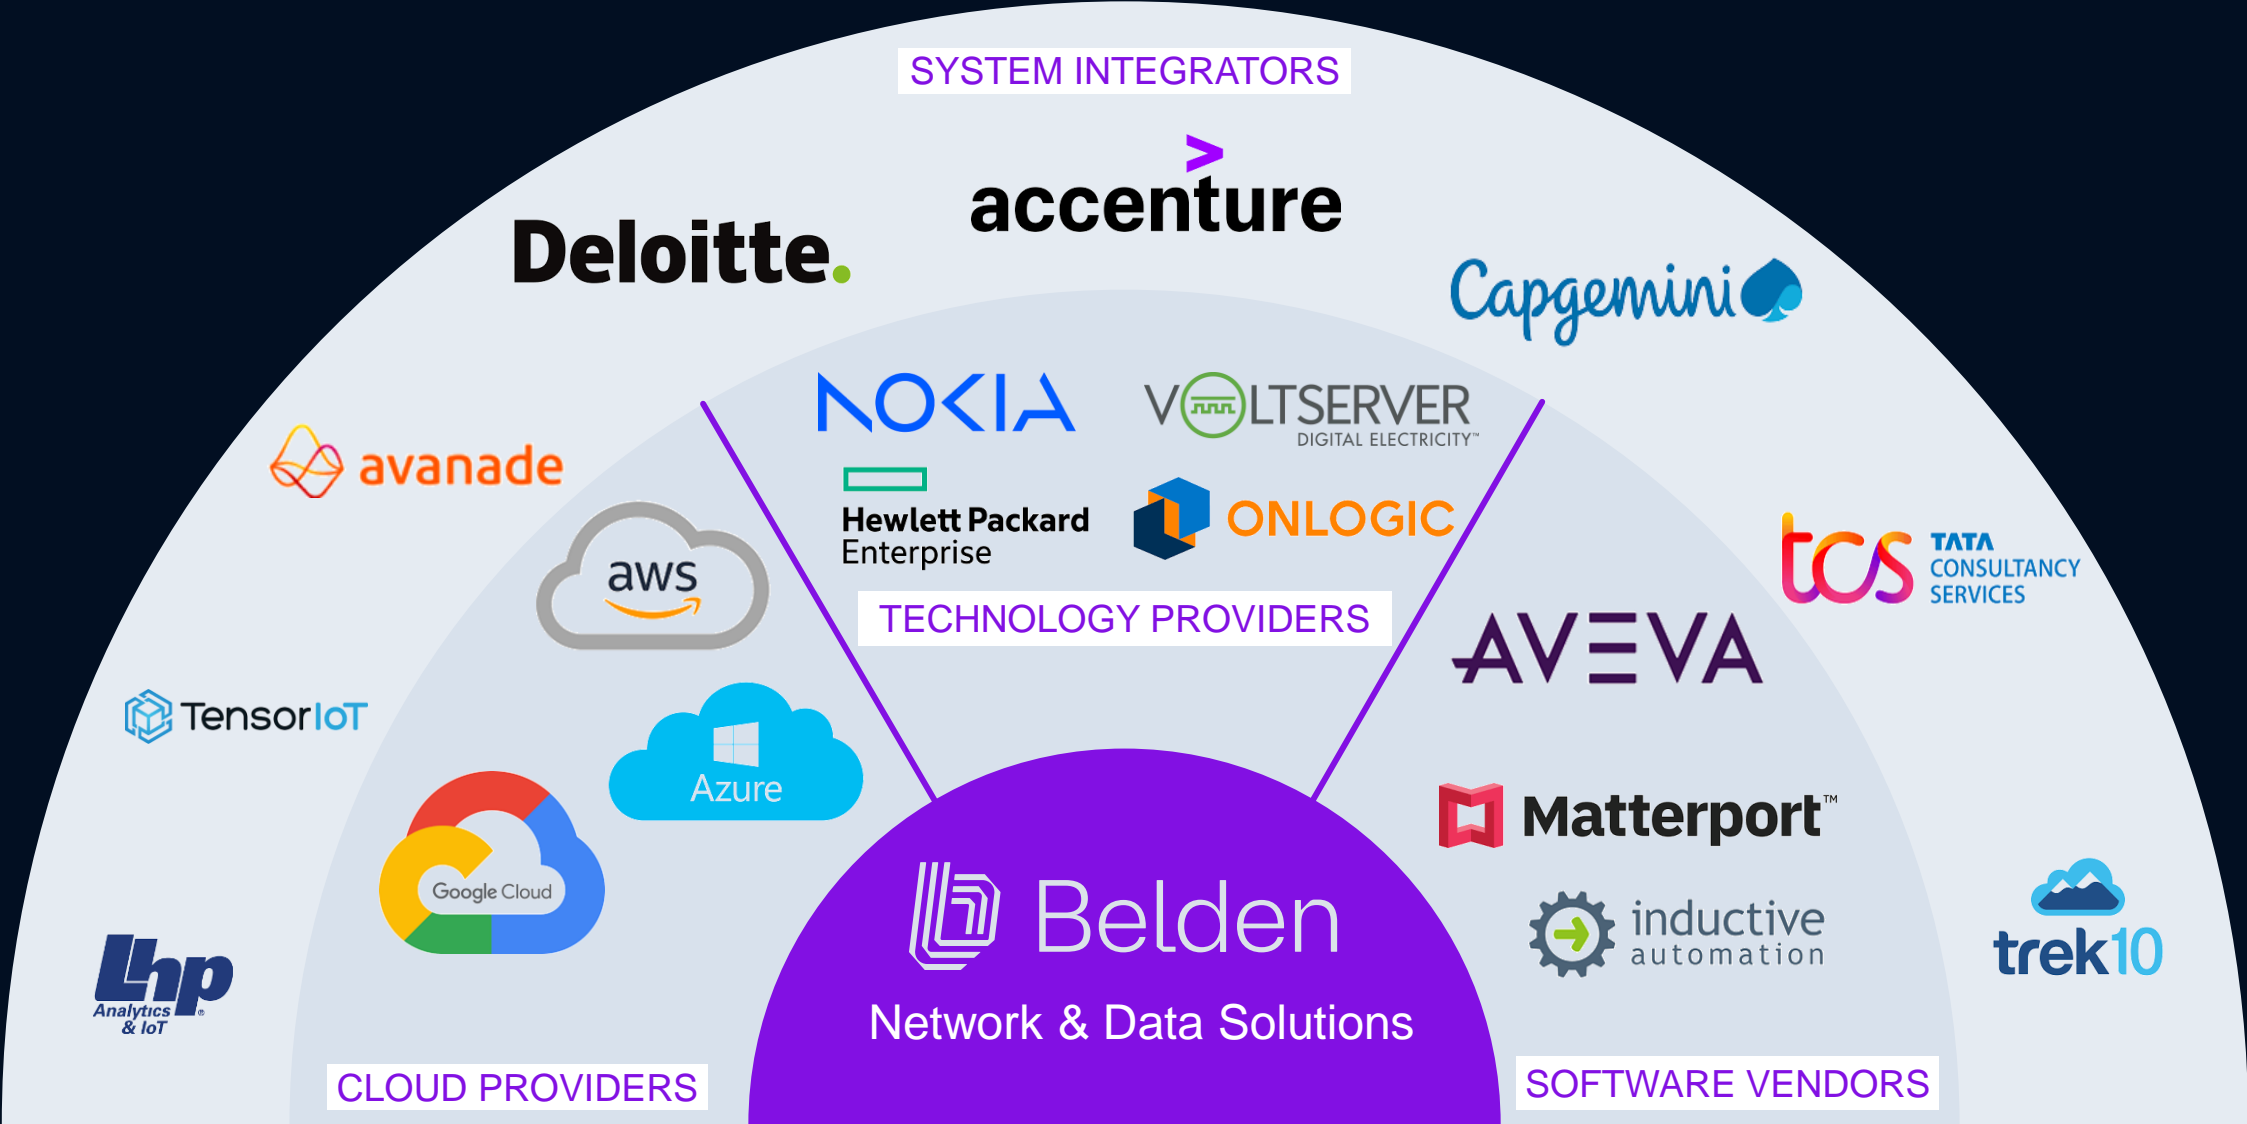 SYSTEM INTEGRATORS
>
accenture
Deloitte.
Capgemini
avanade
TensorIoT
Lhp
Analytics
& IoT ®
tcs TATA
CONSULTANCY
SERVICES
trek10
NOKIA
VOLTSERVER
DIGITAL ELECTRICITY™
Hewlett Packard
Enterprise
ONLOGIC
TECHNOLOGY PROVIDERS
aws
Azure
Google Cloud
CLOUD PROVIDERS
AVEVA
Matterport™
inductive
automation
SOFTWARE VENDORS
Belden
Network & Data Solutions